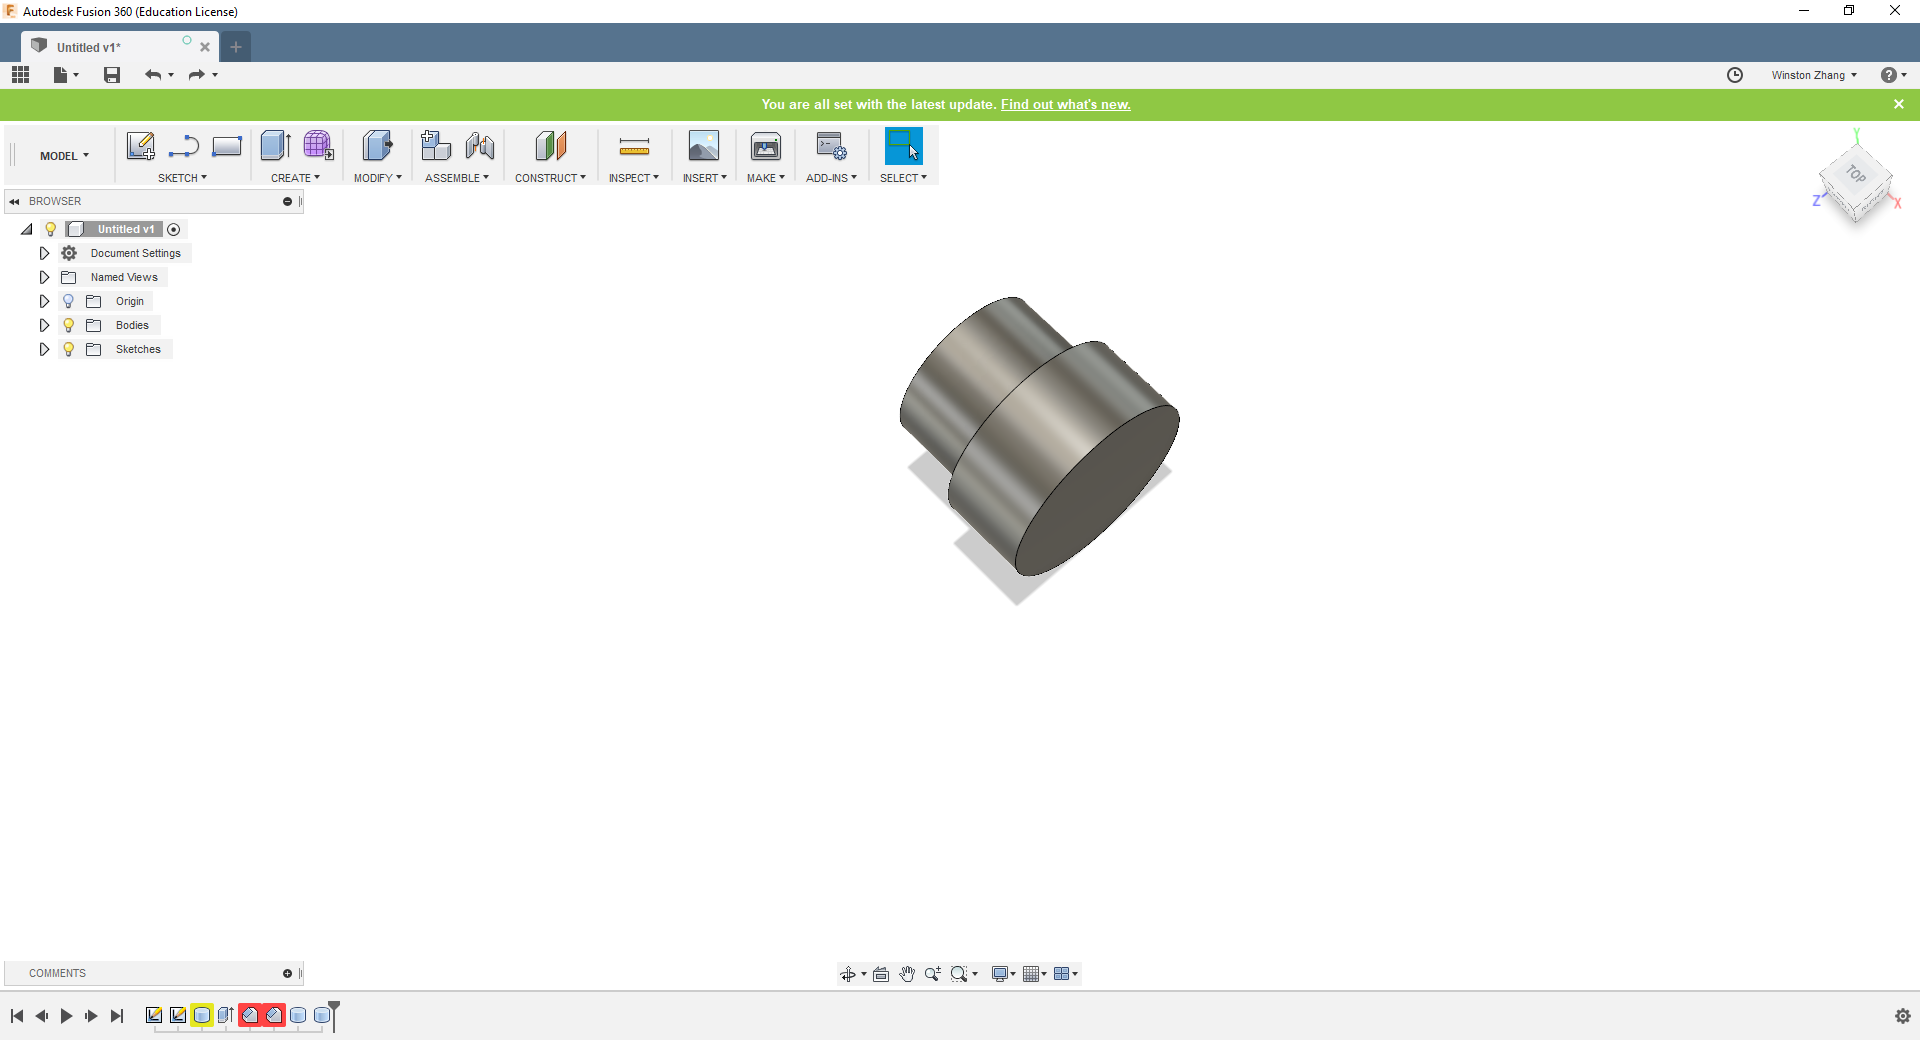 Autodesk Fusion 360 (Education License)
Untitled v1*
Winston Zhang
You are all set with the latest update. Find out what's new.
MODEL
SKETCH
CREATE
MODIFY
ASSEMBLE
CONSTRUCT
INSPECT
INSERT
MAKE
ADD-INS
SELECT
Y
TOP
Z
X
BROWSER
Untitled v1
Document Settings
Named Views
Origin
Bodies
Sketches
COMMENTS